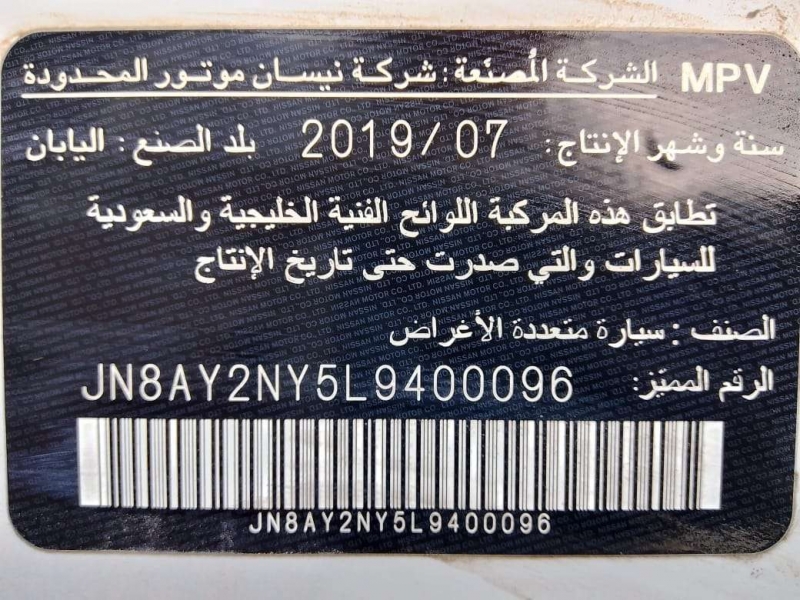 MPV الشركة المُصنّعة : شركة نيسان موتور المحدودة
سنة وشهر الإنتاج: 2019/07 بلد الصنع : اليابان
تطابق هذه المركبة اللوائح الفنية الخليجية والسعودية
للسيارات والتي صدرت حتى تاريخ الإنتاج
الصنف : سيارة متعددة الأغراض
الرقم المميّز: JN8AY2NY5L9400096
JN8AY2NY5L9400096